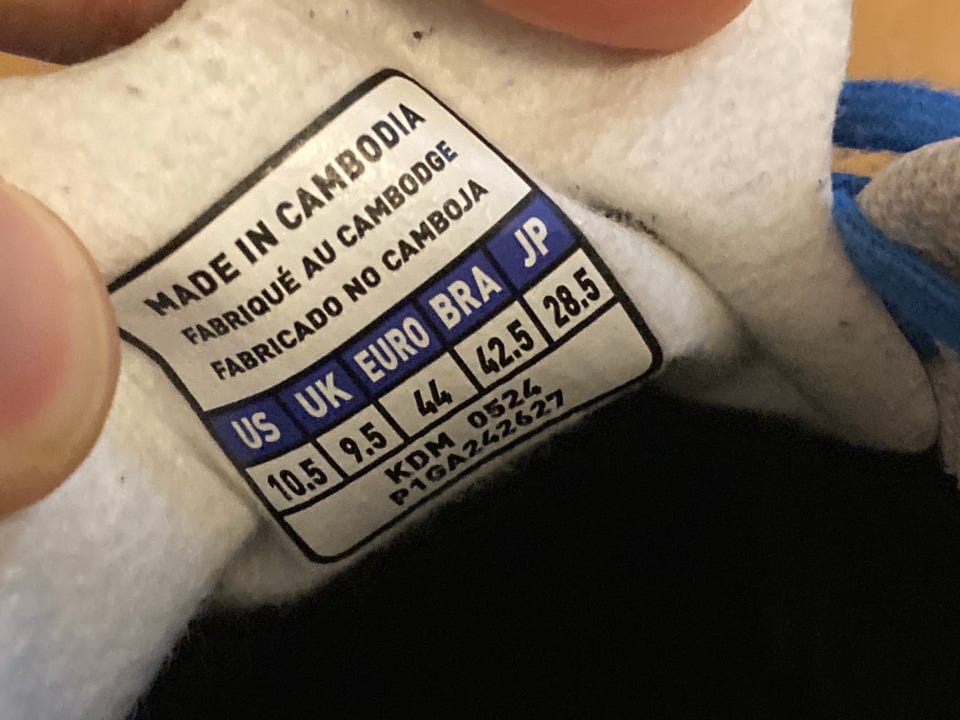 MADE IN CAMBODIA
FABRIQUÉ AU CAMBODGE
FABRICADO NO CAMBOJA
US UK EURO BRA JP
10.5 9.5 44 42.5 28.5
KDM 0524
P1GA242627